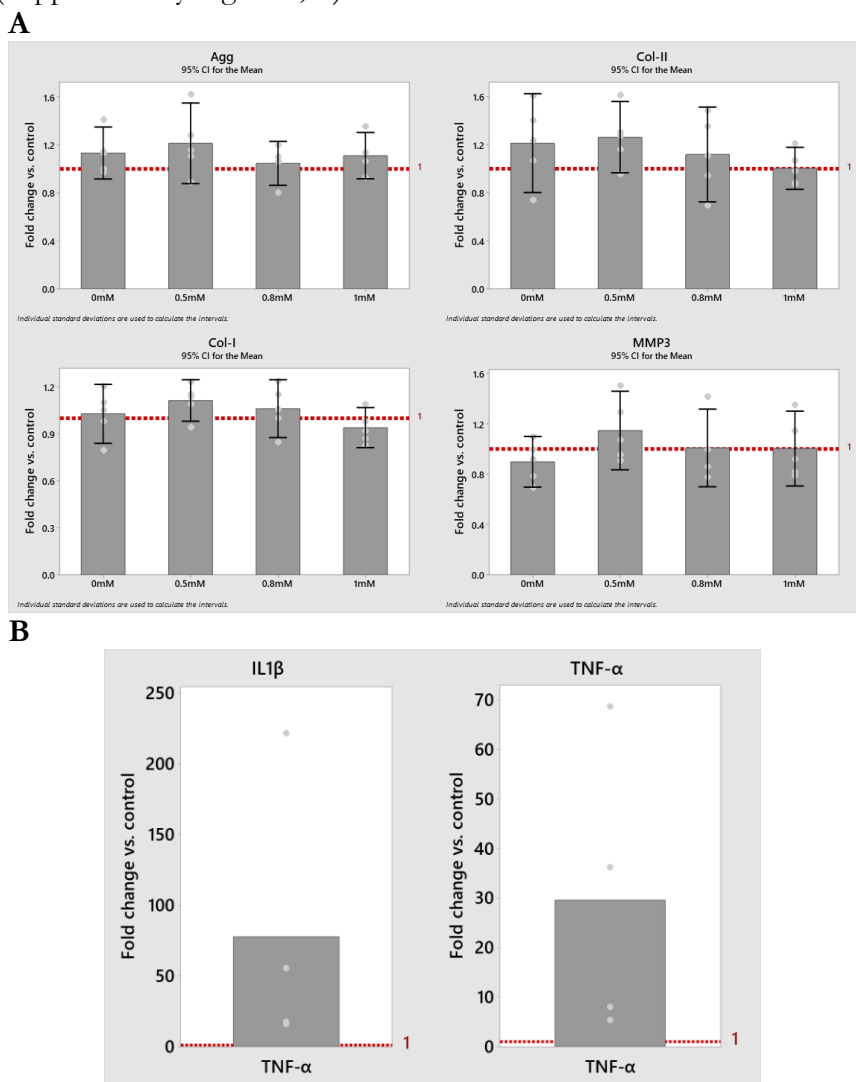 A
Agg
95% CI for the Mean
Fold change vs. control
1.6
1.2
0.8
0.4
0.0
1
0mM 0.5mM 0.8mM 1mM
Individual standard deviations are used to calculate the intervals.
Col-II
95% CI for the Mean
Fold change vs. control
1.6
1.2
0.8
0.4
0.0
1
0mM 0.5mM 0.8mM 1mM
Individual standard deviations are used to calculate the intervals.
Col-I
95% CI for the Mean
Fold change vs. control
1.2
0.9
0.6
0.3
0.0
1
0mM 0.5mM 0.8mM 1mM
Individual standard deviations are used to calculate the intervals.
MMP3
95% CI for the Mean
Fold change vs. control
1.6
1.2
0.8
0.4
0.0
1
0mM 0.5mM 0.8mM 1mM
Individual standard deviations are used to calculate the intervals.
B
IL1β
Fold change vs. control
250
200
150
100
50
0
1
TNF-α
TNF-α
Fold change vs. control
70
60
50
40
30
20
10
0
1
TNF-α